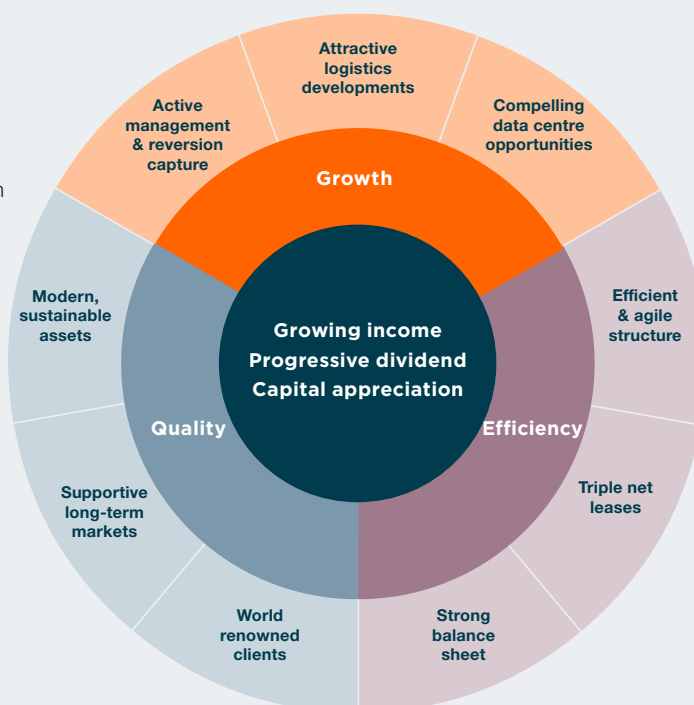 Attractive
logistics
developments
Active
management
& reversion
capture
Compelling
data centre
opportunities
Growth
Modern,
sustainable
assets
Efficient
& agile
structure
Growing income
Progressive dividend
Capital appreciation
Quality
Efficiency
Supportive
long-term
markets
Triple net
leases
World
renowned
clients
Strong
balance
sheet